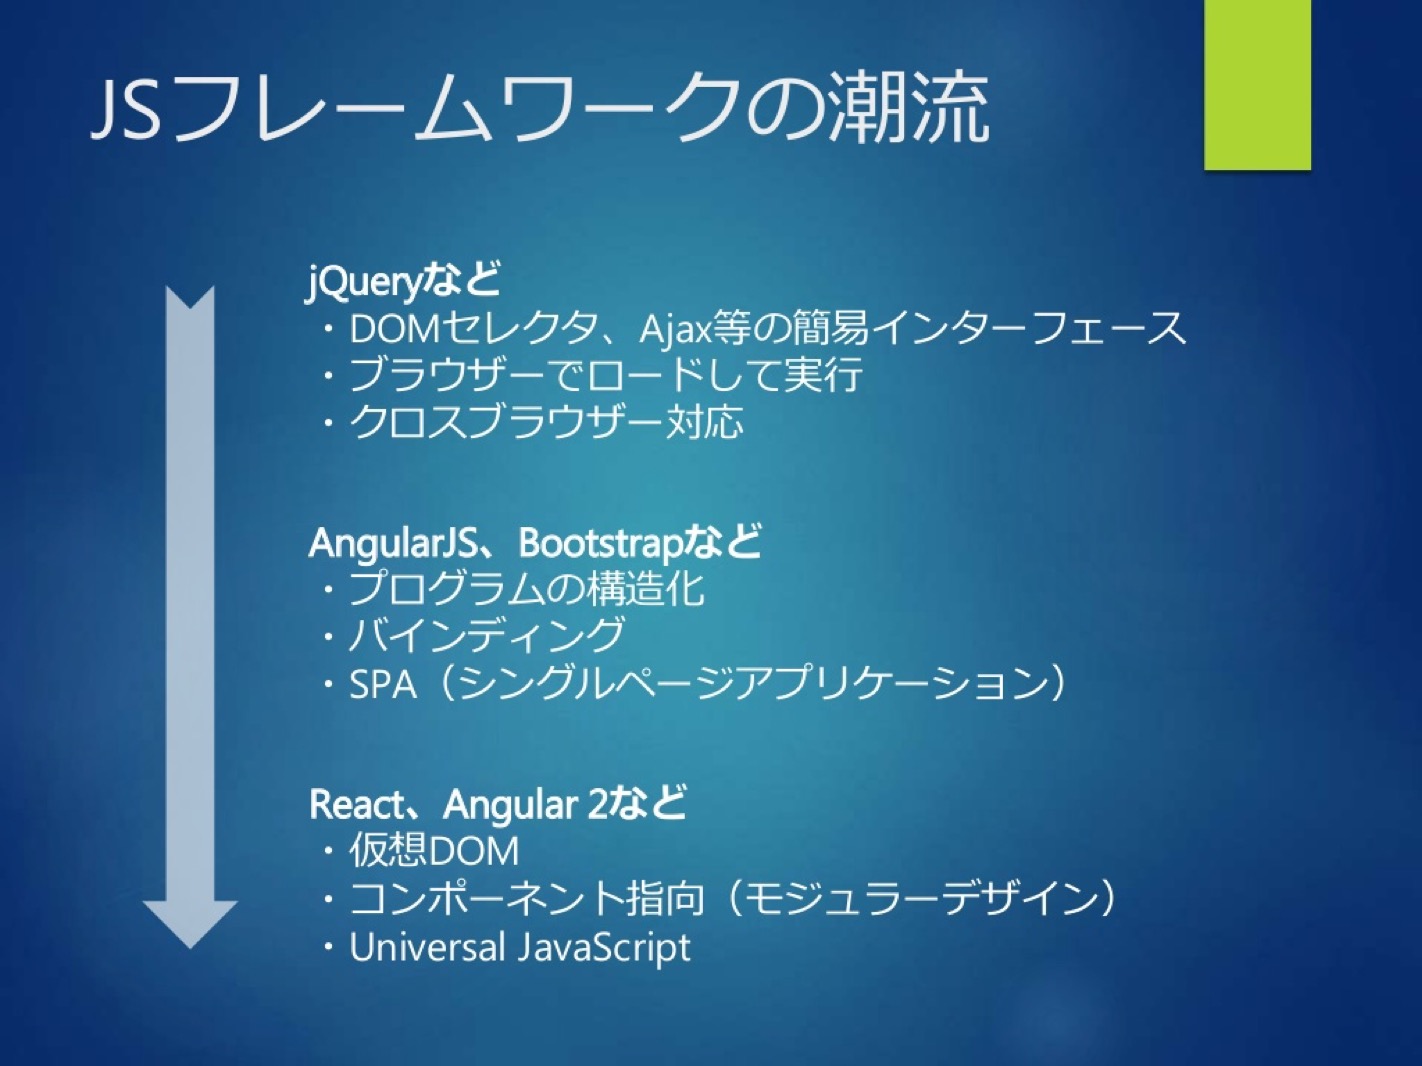 JSフレームワークの潮流
jQueryなど
・DOMセレクタ、Ajax等の簡易インターフェース
・ブラウザーでロードして実行
・クロスブラウザー対応
AngularJS、Bootstrapなど
・プログラムの構造化
・バインディング
・SPA（シングルページアプリケーション）
React、Angular 2など
・仮想DOM
・コンポーネント指向（モジュラーデザイン）
・Universal JavaScript